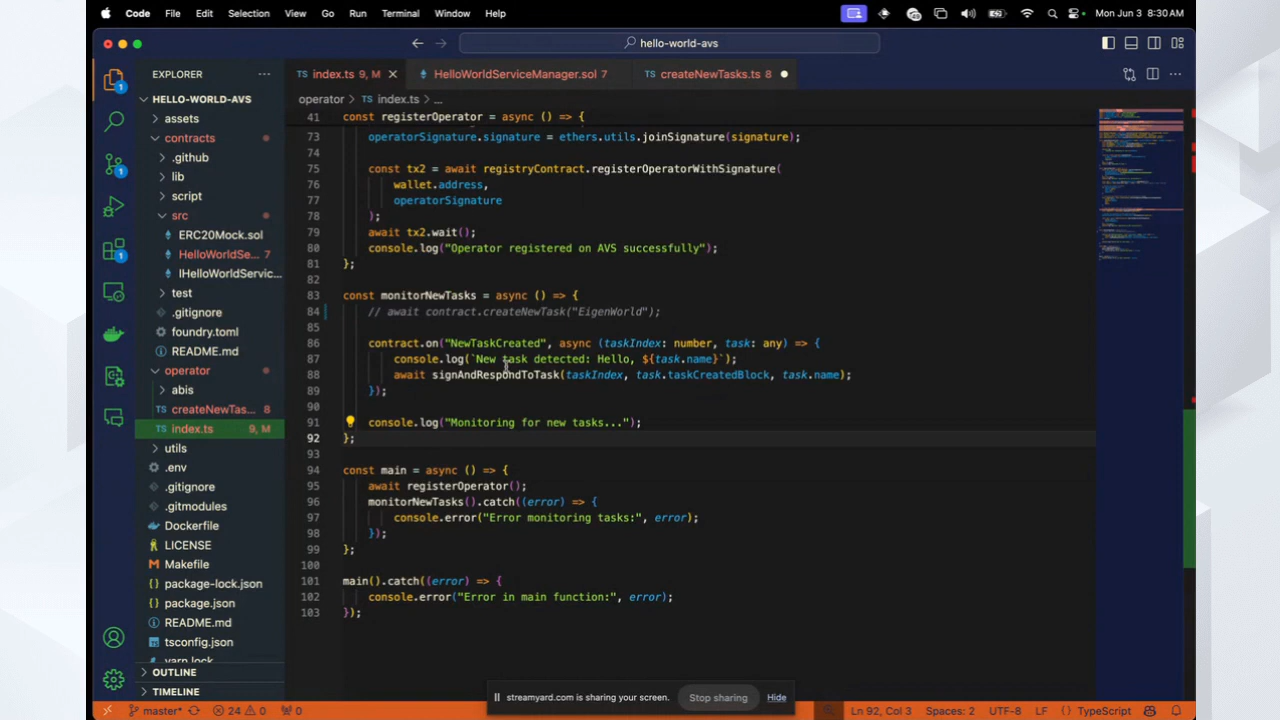 Code File Edit Selection View Go Run Terminal Window Help Mon Jun 3 8:30 AM
hello-world-avs
EXPLORER
index.ts 9, M
HelloWorldServiceManager.sol 7
createNewTasks.ts 8
operator > index.ts > ...
HELLO-WORLD-AVS
assets
contracts
.github
lib
script
src
ERC20Mock.sol
HelloWorldSe... 7
IHelloWorldServic...
test
.gitignore
foundry.toml
README.md
operator
abis
createNewTas... 8
index.ts 9, M
utils
.env
.gitignore
.gitmodules
Dockerfile
LICENSE
Makefile
package-lock.json
package.json
README.md
tsconfig.json
yarn.lock
OUTLINE
TIMELINE
41 const registerOperator = async () => {
73 operatorSignature.signature = ethers.utils.joinSignature(signature);
74
75 const tx2 = await registryContract.registerOperatorWithSignature(
76 wallet.address,
77 operatorSignature
78 );
79 await tx2.wait();
80 console.log("Operator registered on AVS successfully");
81 };
82
83 const monitorNewTasks = async () => {
84 // await contract.createNewTask("EigenWorld");
85
86 contract.on("NewTaskCreated", async (taskIndex: number, task: any) => {
87 console.log(`New task detected: Hello, ${task.name}`);
88 await signAndRespondToTask(taskIndex, task.taskCreatedBlock, task.name);
89 });
90
91 console.log("Monitoring for new tasks...");
92 };
93
94 const main = async () => {
95 await registerOperator();
96 monitorNewTasks().catch((error) => {
97 console.error("Error monitoring tasks:", error);
98 });
99 };
100
101 main().catch((error) => {
102 console.error("Error in main function:", error);
103 });
streamyard.com is sharing your screen. Stop sharing Hide
master* 24 0 0 Ln 92, Col 3 Spaces: 2 UTF-8 LF TypeScript